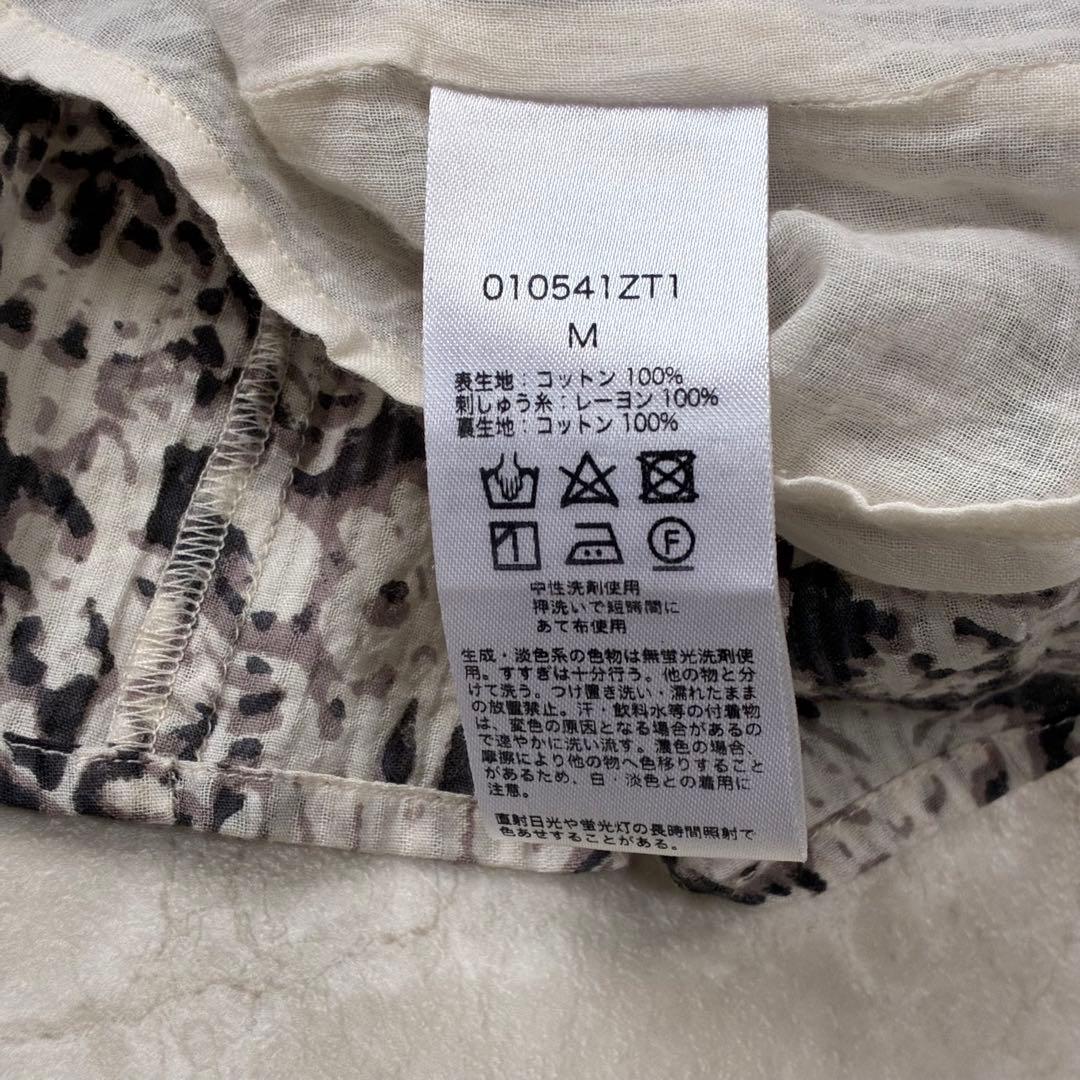 010541ZT1
M
表生地：コットン 100%
刺しゅう糸：レーヨン 100%
裏生地：コットン 100%
F
中性洗剤使用
押洗いで短時間に
あて布使用
生成・淡色系の色物は無蛍光洗剤使
用。すすぎは十分行う。他の物と分
けて洗う。つけ置き洗い・濡れたまま
の放置禁止。汗・飲料水等の付着物
は、変色の原因となる場合があるの
で速やかに洗い流す。濃色の場合、
摩擦により他の物へ色移りすること
があるため、白・淡色との着用に
注意。
直射日光や蛍光灯の長時間照射で
色あせすることがある。